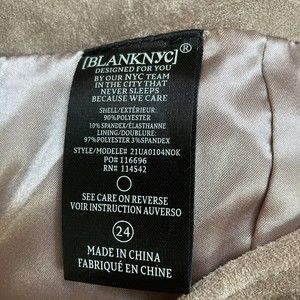 [BLANKNYC]®
DESIGNED FOR YOU
BY OUR NYC TEAM
IN THE CITY THAT
NEVER SLEEPS
BECAUSE WE CARE
SHELL/EXTÉRIEUR:
90%POLYESTER
10%SPANDEX/ÉLASTHANNE
LINING/DOUBLURE:
97%POLYESTER 3%SPANDEX
STYLE/MODELE# 21UA0104NOK
PO# 116696
RN# 114542
SEE CARE ON REVERSE
VOIR INSTRUCTION AUVERSO
24
MADE IN CHINA
FABRIQUÉ EN CHINE